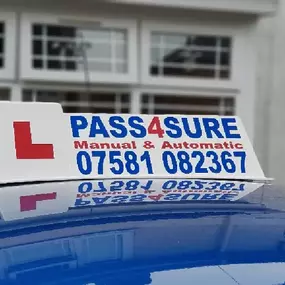 L
PASS4SURE
Manual & Automatic
07581 082367